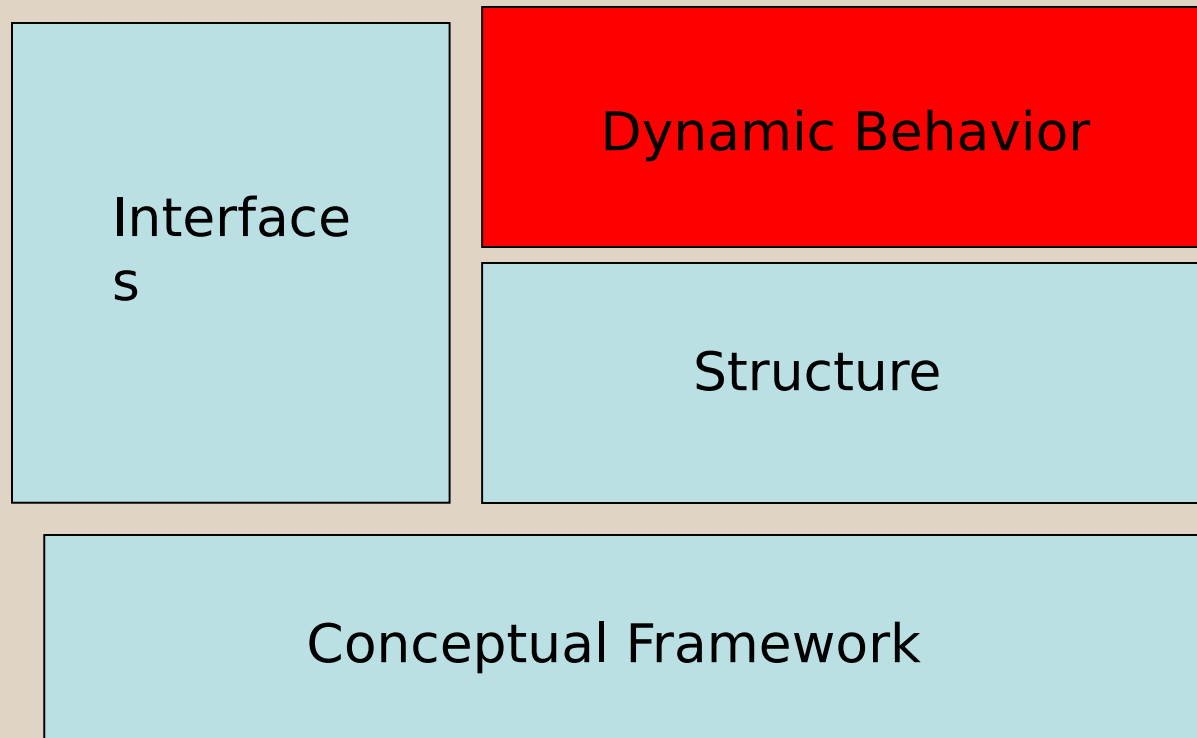 Dynamic Behavior
Interface
s
Structure
Conceptual Framework